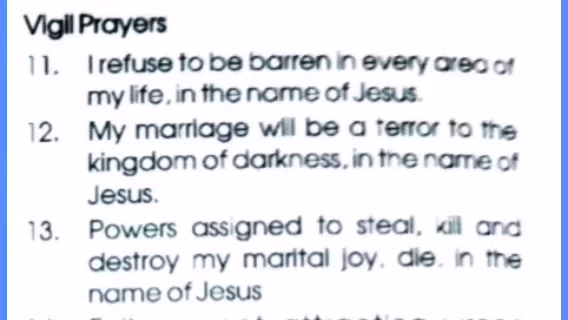 Vigil Prayers
11. I refuse to be barren in every area of
my life, in the name of Jesus.
12. My marriage will be a terror to the
kingdom of darkness, in the name of
Jesus.
13. Powers assigned to steal, kill and
destroy my marital joy, die, in the
name of Jesus